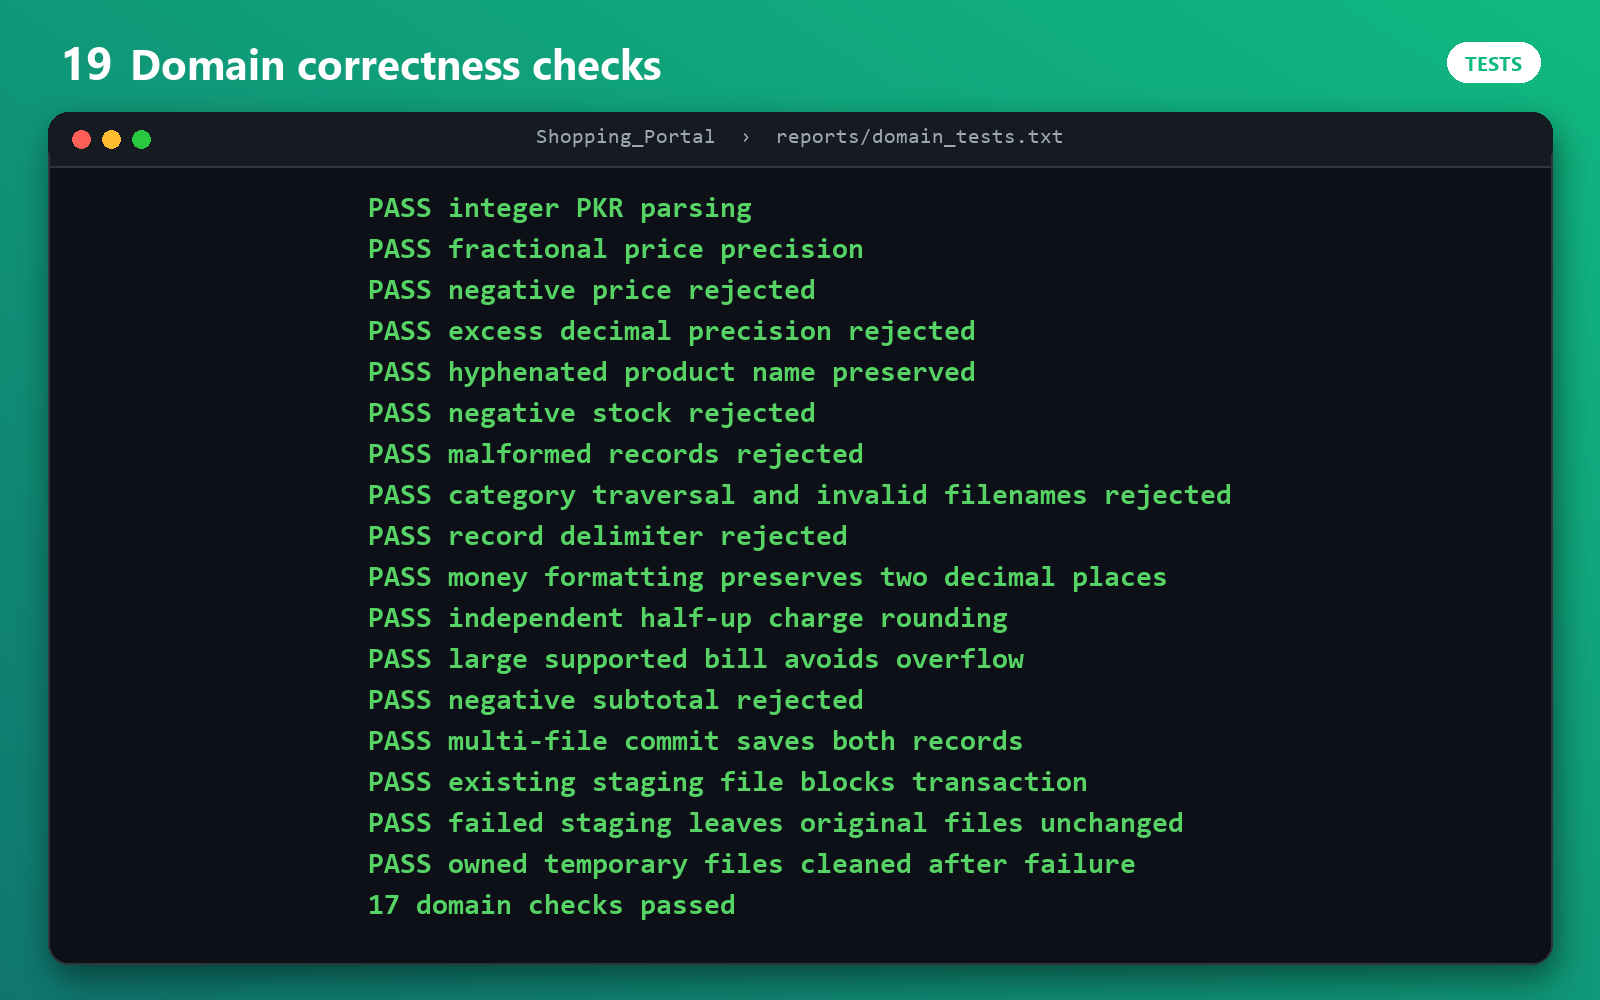 19 Domain correctness checks
TESTS
Shopping_Portal › reports/domain_tests.txt
PASS integer PKR parsing
PASS fractional price precision
PASS negative price rejected
PASS excess decimal precision rejected
PASS hyphenated product name preserved
PASS negative stock rejected
PASS malformed records rejected
PASS category traversal and invalid filenames rejected
PASS record delimiter rejected
PASS money formatting preserves two decimal places
PASS independent half-up charge rounding
PASS large supported bill avoids overflow
PASS negative subtotal rejected
PASS multi-file commit saves both records
PASS existing staging file blocks transaction
PASS failed staging leaves original files unchanged
PASS owned temporary files cleaned after failure
17 domain checks passed